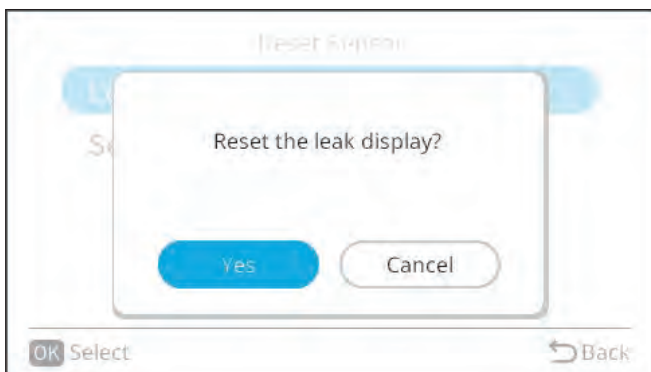 Reset Sensor
Reset the leak display?
Yes
Cancel
OK Select
Back